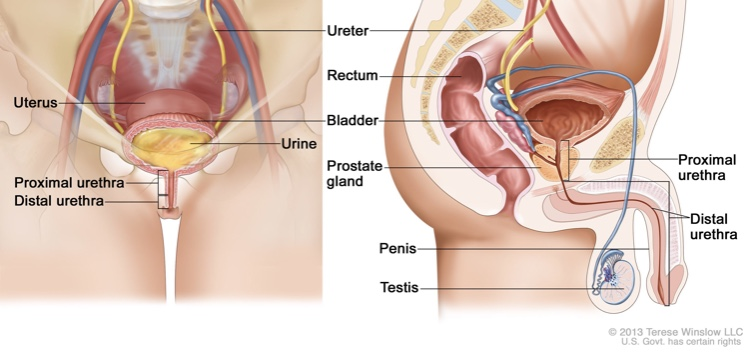 Ureter
Rectum
Uterus
Bladder
Urine
Prostate
gland
Proximal
urethra
Proximal urethra
Distal urethra
Distal
urethra
Penis
Testis
© 2013 Terese Winslow LLC
U.S. Govt. has certain rights